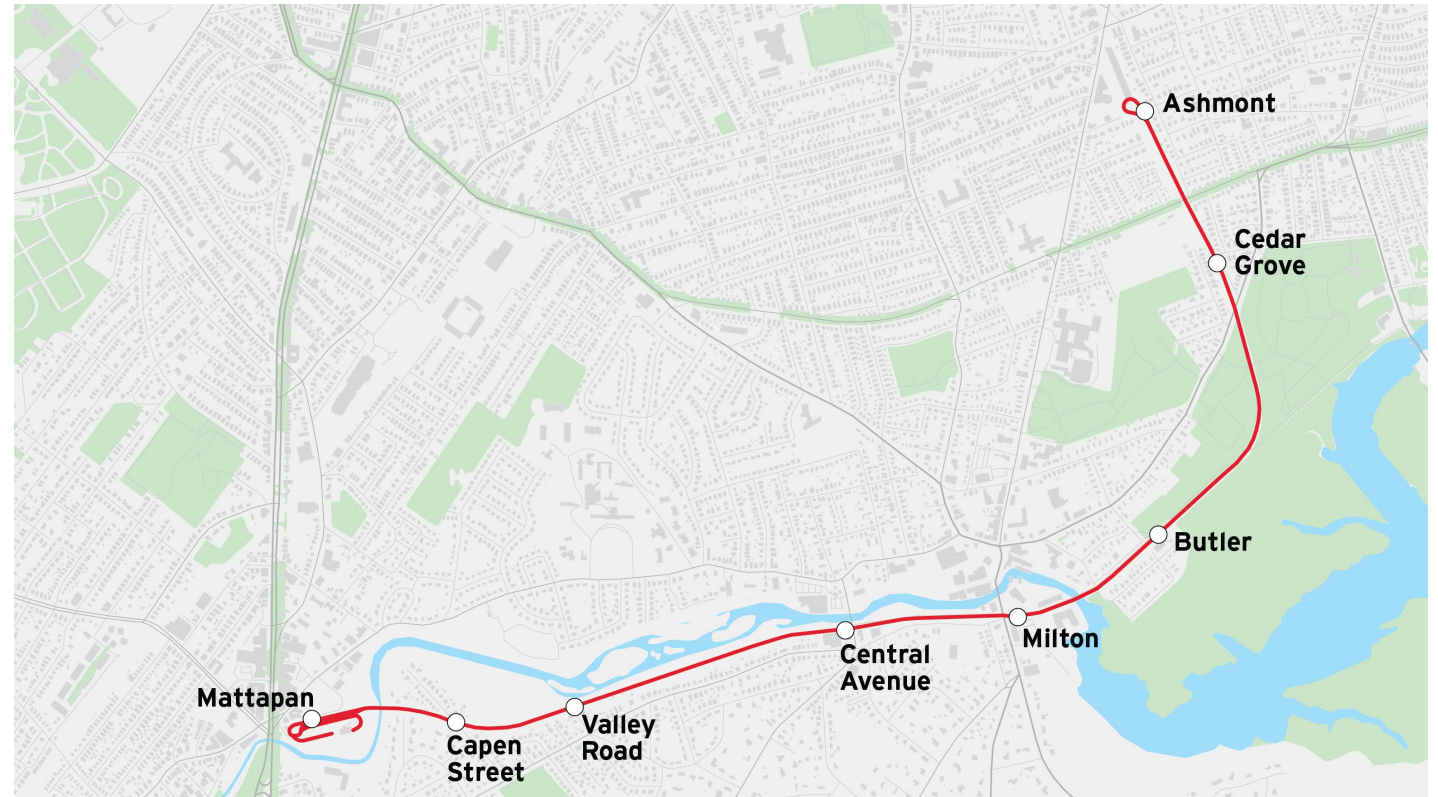 Ashmont
Cedar
Grove
Butler
Milton
Central
Avenue
Valley
Road
Capen
Street
Mattapan